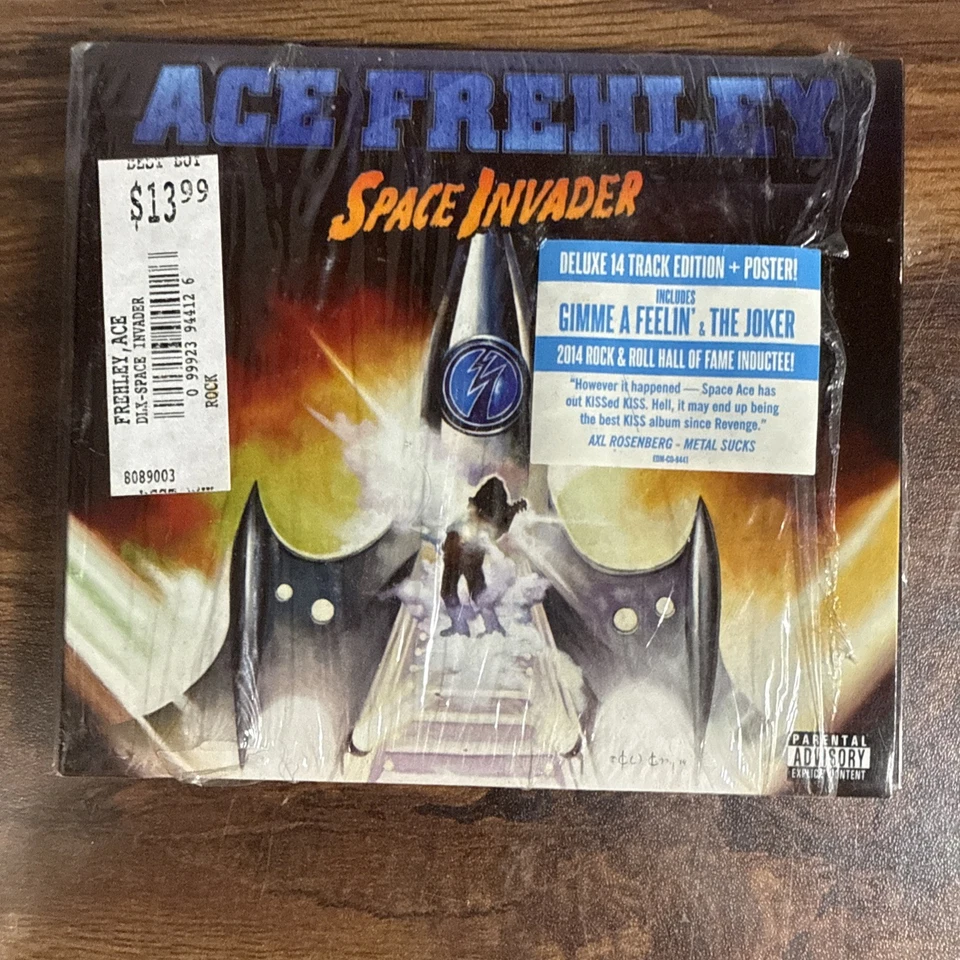 ACE FREHLEY
SPACE INVADER
BEST BUY
$13.99
FREHLEY,ACE
DLX-SPACE INVADER
0 99923 94412 6
ROCK
8089003
DELUXE 14 TRACK EDITION + POSTER!
INCLUDES
GIMME A FEELIN' & THE JOKER
2014 ROCK & ROLL HALL OF FAME INDUCTEE!
"However it happened — Space Ace has
out KISSed KISS. Hell, it may end up being
the best KISS album since Revenge."
AXL ROSENBERG - METAL SUCKS
EOM-CD-9441
PARENTAL
ADVISORY
EXPLICIT CONTENT